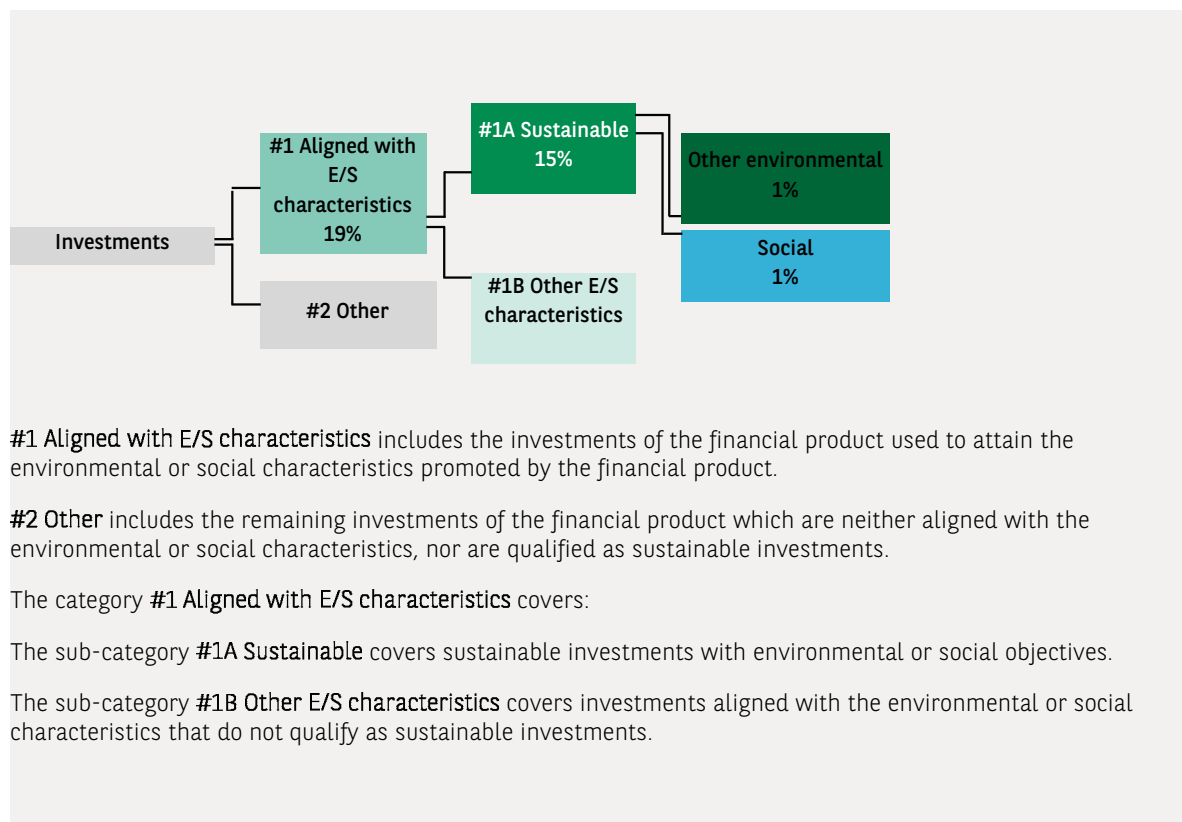 Investments
#1 Aligned with
E/S
characteristics
19%
#2 Other
#1A Sustainable
15%
#1B Other E/S
characteristics
Other environmental
1%
Social
1%
#1 Aligned with E/S characteristics includes the investments of the financial product used to attain the
environmental or social characteristics promoted by the financial product.
#2 Other includes the remaining investments of the financial product which are neither aligned with the
environmental or social characteristics, nor are qualified as sustainable investments.
The category #1 Aligned with E/S characteristics covers:
The sub-category #1A Sustainable covers sustainable investments with environmental or social objectives.
The sub-category #1B Other E/S characteristics covers investments aligned with the environmental or social
characteristics that do not qualify as sustainable investments.